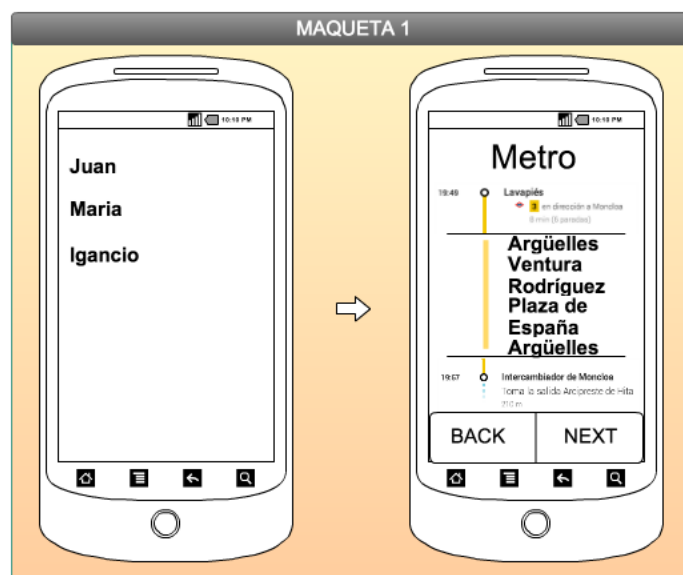 MAQUETA 1
10:10 PM
Juan
Maria
Igancio
10:10 PM
Metro
19:49 Lavapiés
3 en dirección a Moncloa
8 min (6 paradas)
Argüelles
Ventura
Rodríguez
Plaza de
España
Argüelles
19:57 Intercambiador de Moncloa
Toma la salida Arcipreste de Hita
210 m
BACK NEXT